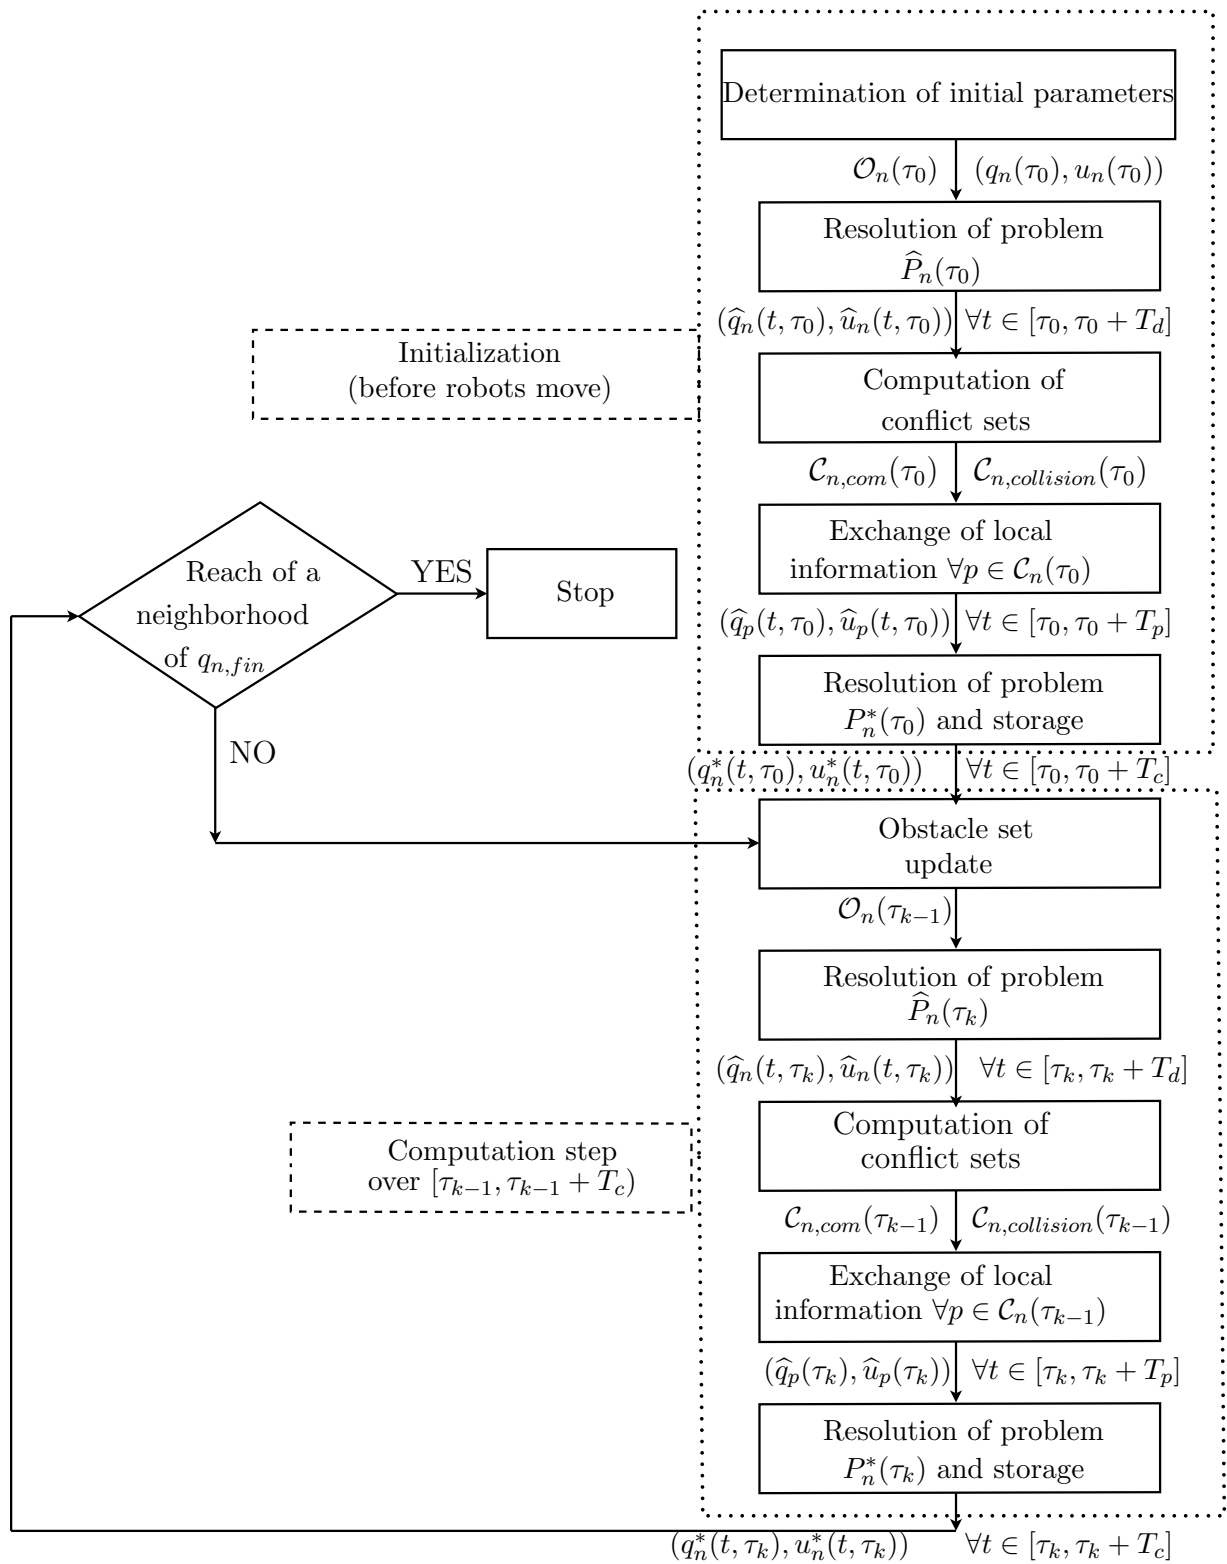 Determination of initial parameters
𝒪_n(τ_0) (q_n(τ_0), u_n(τ_0))
Resolution of problem
P̂_n(τ_0)
(q̂_n(t, τ_0), û_n(t, τ_0)) ∀t ∈ [τ_0, τ_0 + T_d]
Initialization
(before robots move)
Computation of
conflict sets
𝒞_{n,com}(τ_0) 𝒞_{n,collision}(τ_0)
Exchange of local
information ∀p ∈ 𝒞_n(τ_0)
(q̂_p(t, τ_0), û_p(t, τ_0)) ∀t ∈ [τ_0, τ_0 + T_p]
Reach of a
neighborhood
of q_{n,fin}
YES
Stop
NO
Resolution of problem
P_n^*(τ_0) and storage
(q_n^*(t, τ_0), u_n^*(t, τ_0)) ∀t ∈ [τ_0, τ_0 + T_c]
Obstacle set
update
𝒪_n(τ_{k−1})
Resolution of problem
P̂_n(τ_k)
(q̂_n(t, τ_k), û_n(t, τ_k)) ∀t ∈ [τ_k, τ_k + T_d]
Computation step
over [τ_{k−1}, τ_{k−1} + T_c)
Computation of
conflict sets
𝒞_{n,com}(τ_{k−1}) 𝒞_{n,collision}(τ_{k−1})
Exchange of local
information ∀p ∈ 𝒞_n(τ_{k−1})
(q̂_p(τ_k), û_p(τ_k)) ∀t ∈ [τ_k, τ_k + T_p]
Resolution of problem
P_n^*(τ_k) and storage
(q_n^*(t, τ_k), u_n^*(t, τ_k)) ∀t ∈ [τ_k, τ_k + T_c]